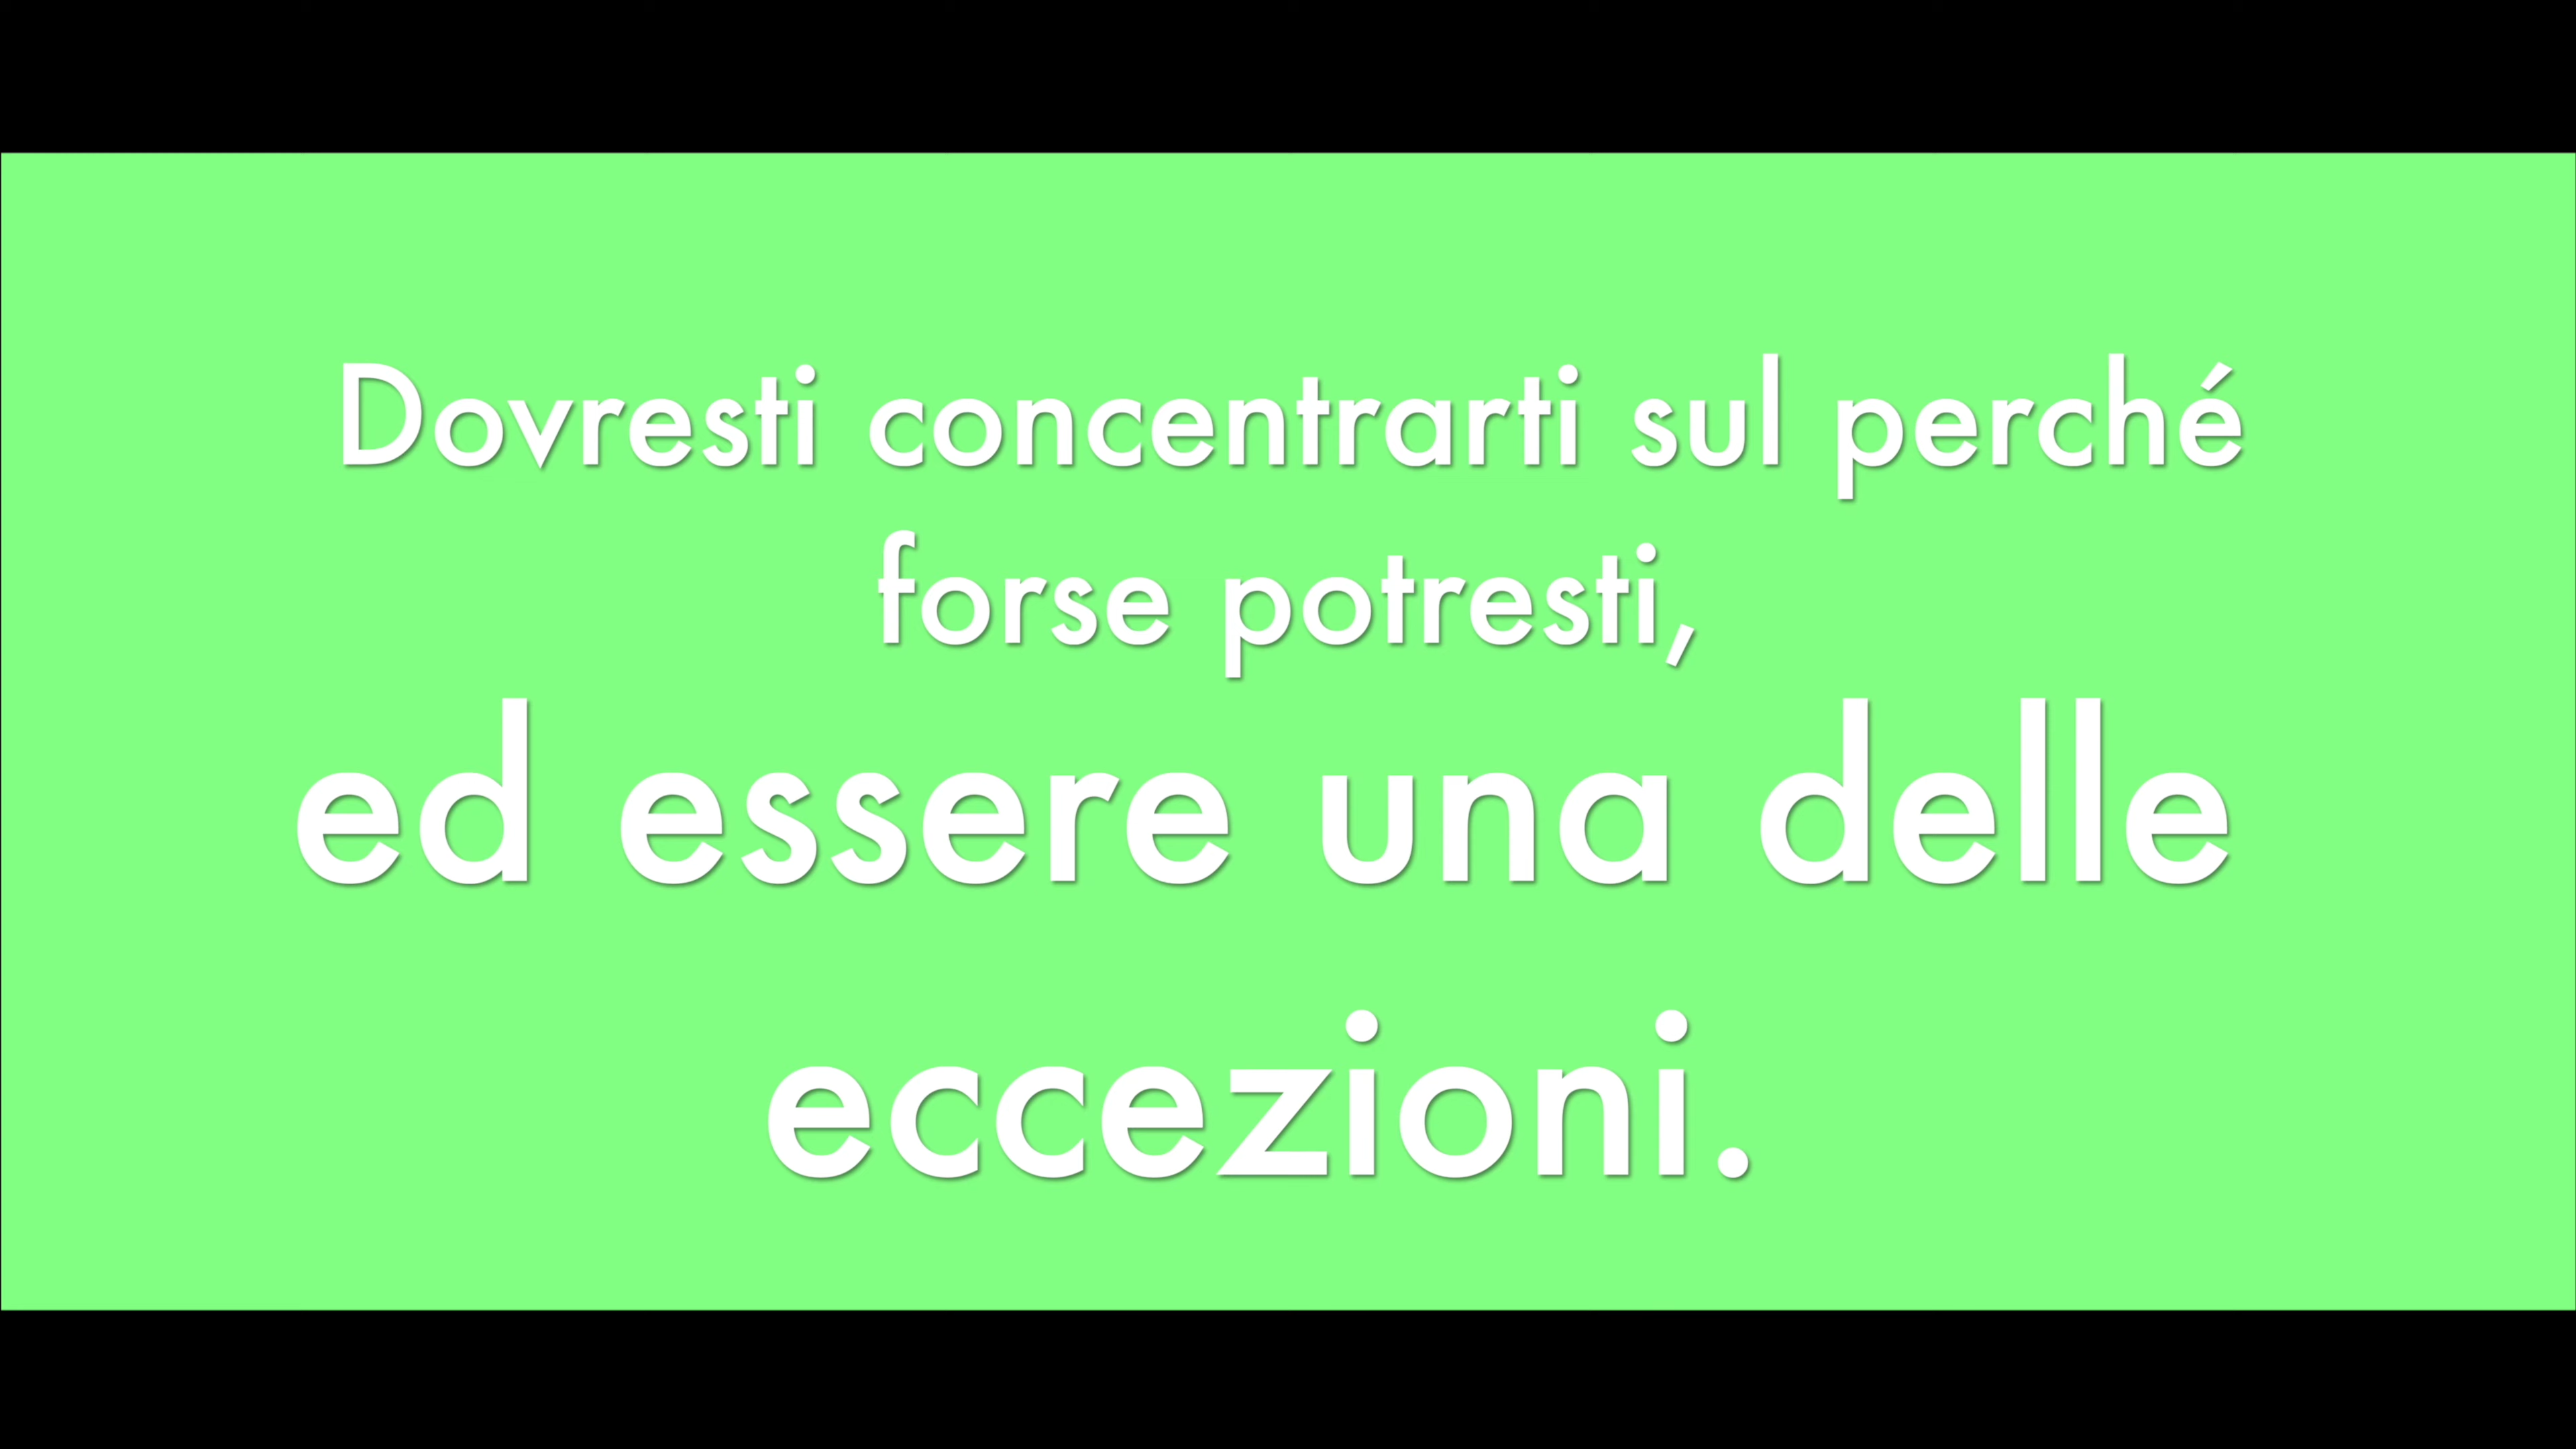 Dovresti concentrarti sul perché
forse potresti,
ed essere una delle
eccezioni.